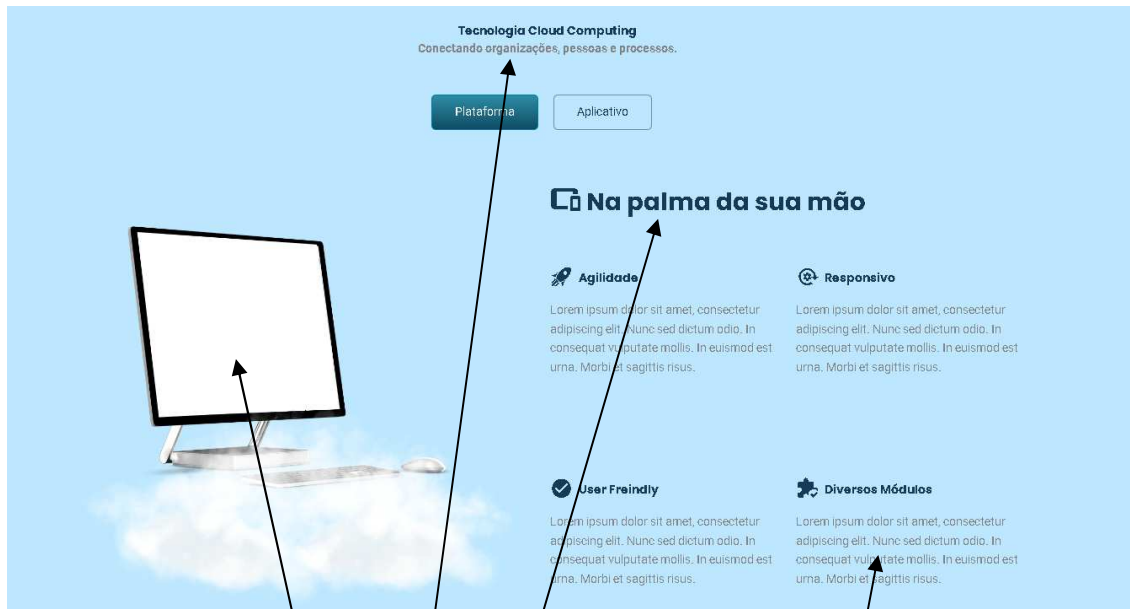 Tecnologia Cloud Computing
Conectando organizações, pessoas e processos.
Plataforma
Aplicativo
Na palma da sua mão
Agilidade
Lorem ipsum dolor sit amet, consectetur
adipiscing elit. Nunc sed dictum odio. In
consequat vulputate mollis. In euismod est
urna. Morbi et sagittis risus.
Responsivo
Lorem ipsum dolor sit amet, consectetur
adipiscing elit. Nunc sed dictum odio. In
consequat vulputate mollis. In euismod est
urna. Morbi et sagittis risus.
User Freindly
Lorem ipsum dolor sit amet, consectetur
adipiscing elit. Nunc sed dictum odio. In
consequat vulputate mollis. In euismod est
urna. Morbi et sagittis risus.
Diversos Módulos
Lorem ipsum dolor sit amet, consectetur
adipiscing elit. Nunc sed dictum odio. In
consequat vulputate mollis. In euismod est
urna. Morbi et sagittis risus.